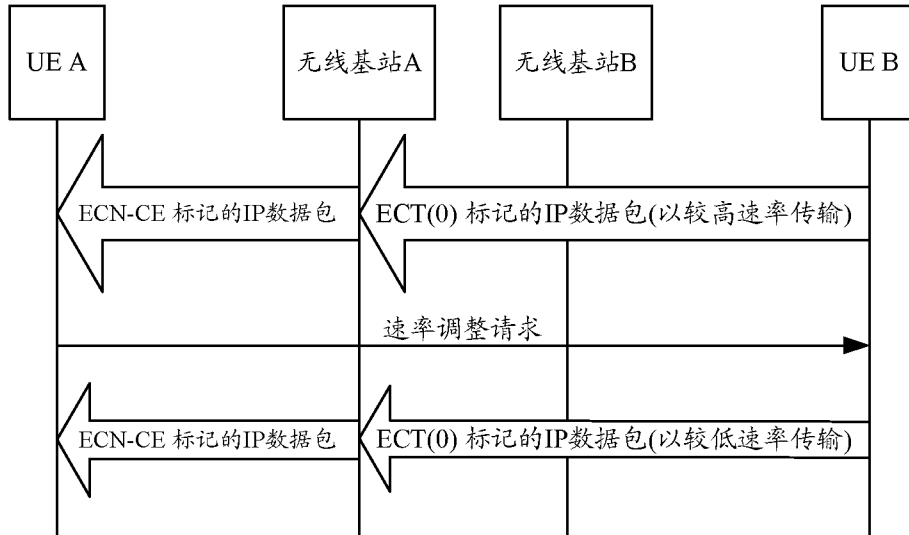 UE A
无线基站A
无线基站B
UE B
ECN-CE 标记的IP数据包
ECT(0) 标记的IP数据包(以较高速率传输)
速率调整请求
ECN-CE 标记的IP数据包
ECT(0) 标记的IP数据包(以较低速率传输)